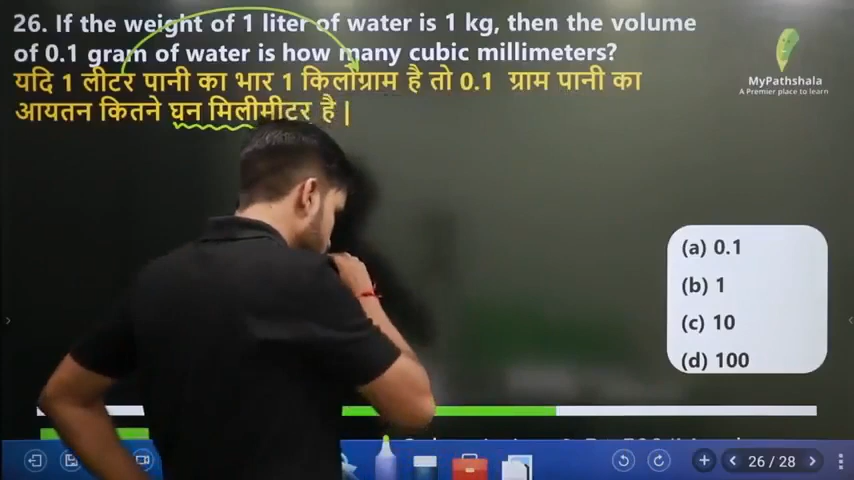 26. If the weight of 1 liter of water is 1 kg, then the volume
of 0.1 gram of water is how many cubic millimeters?
यदि 1 लीटर पानी का भार 1 किलोग्राम है तो 0.1 ग्राम पानी का
आयतन कितने घन मिलीमीटर है |
MyPathshala
A Premier place to learn
(a) 0.1
(b) 1
(c) 10
(d) 100
26 / 28